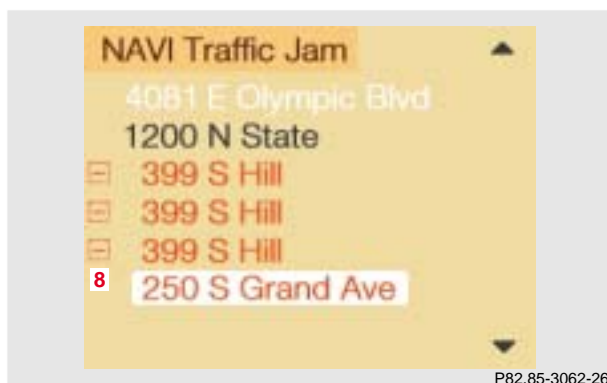 NAVI Traffic Jam
4081 E Olympic Blvd
1200 N State
399 S Hill
399 S Hill
399 S Hill
8 250 S Grand Ave
P82.85-3062-26